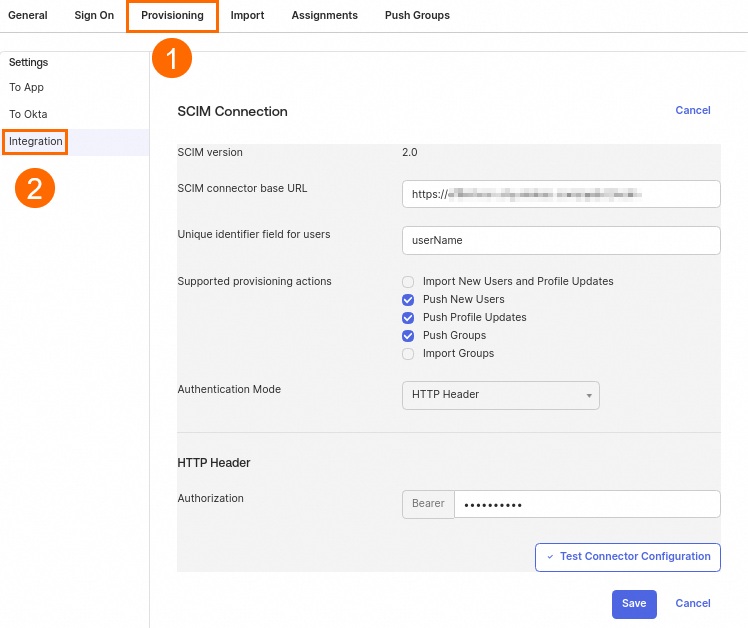 General Sign On Provisioning Import Assignments Push Groups
1
Settings
To App
To Okta
Integration
2
SCIM Connection Cancel
SCIM version 2.0
SCIM connector base URL https://
Unique identifier field for users userName
Supported provisioning actions
Import New Users and Profile Updates
Push New Users
Push Profile Updates
Push Groups
Import Groups
Authentication Mode HTTP Header
HTTP Header
Authorization Bearer ••••••••••
Test Connector Configuration
Save Cancel